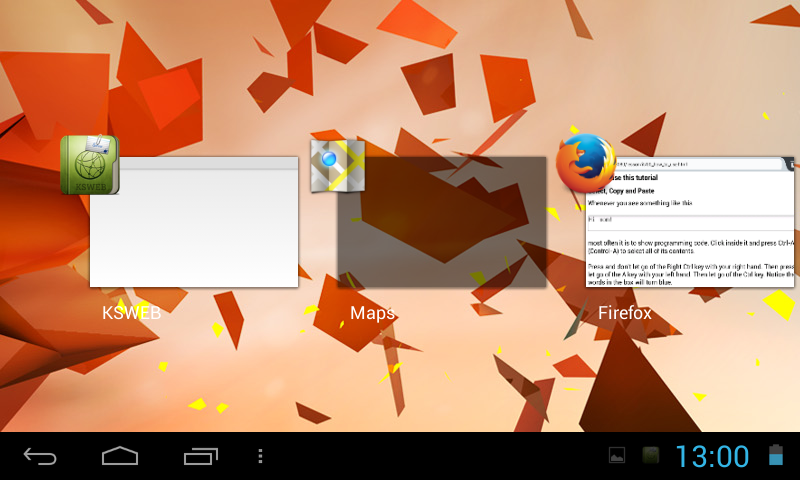 KSWEB
use this tutorial
Select, Copy and Paste
Whenever you see something like this
Hi mom!
most often it is to show programming code. Click inside it and press Ctrl-A
(Control-A) to select all of its contents.
Press and don't let go of the Right Ctrl key with your right hand. Then press
let go of the A key with your left hand. Then let go of the Ctrl key. Notice the
words in the box will turn blue.
KSWEB
Maps
Firefox
13:00